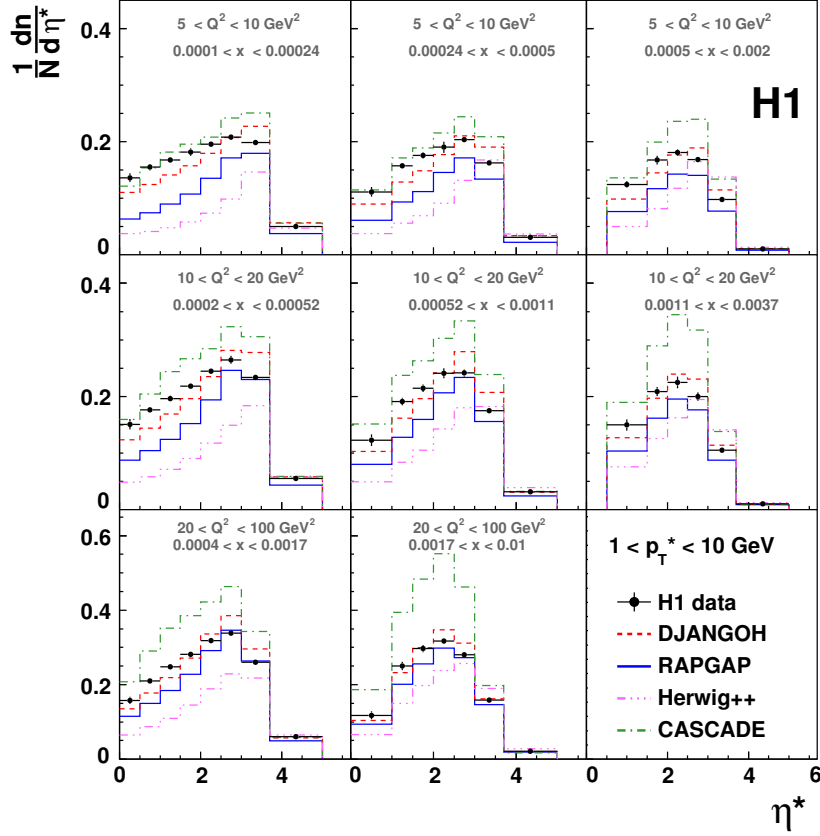 1/N dn/dη*
5 < Q² < 10 GeV²
0.0001 < x < 0.00024
5 < Q² < 10 GeV²
0.00024 < x < 0.0005
5 < Q² < 10 GeV²
0.0005 < x < 0.002
H1
0.4
0.2
0
10 < Q² < 20 GeV²
0.0002 < x < 0.00052
10 < Q² < 20 GeV²
0.00052 < x < 0.0011
10 < Q² < 20 GeV²
0.0011 < x < 0.0037
0.4
0.2
0
20 < Q² < 100 GeV²
0.0004 < x < 0.0017
20 < Q² < 100 GeV²
0.0017 < x < 0.01
0.6
0.4
0.2
0
1 < p_T* < 10 GeV
H1 data
DJANGOH
RAPGAP
Herwig++
CASCADE
0 2 4 0 2 4 0 2 4 6
η*